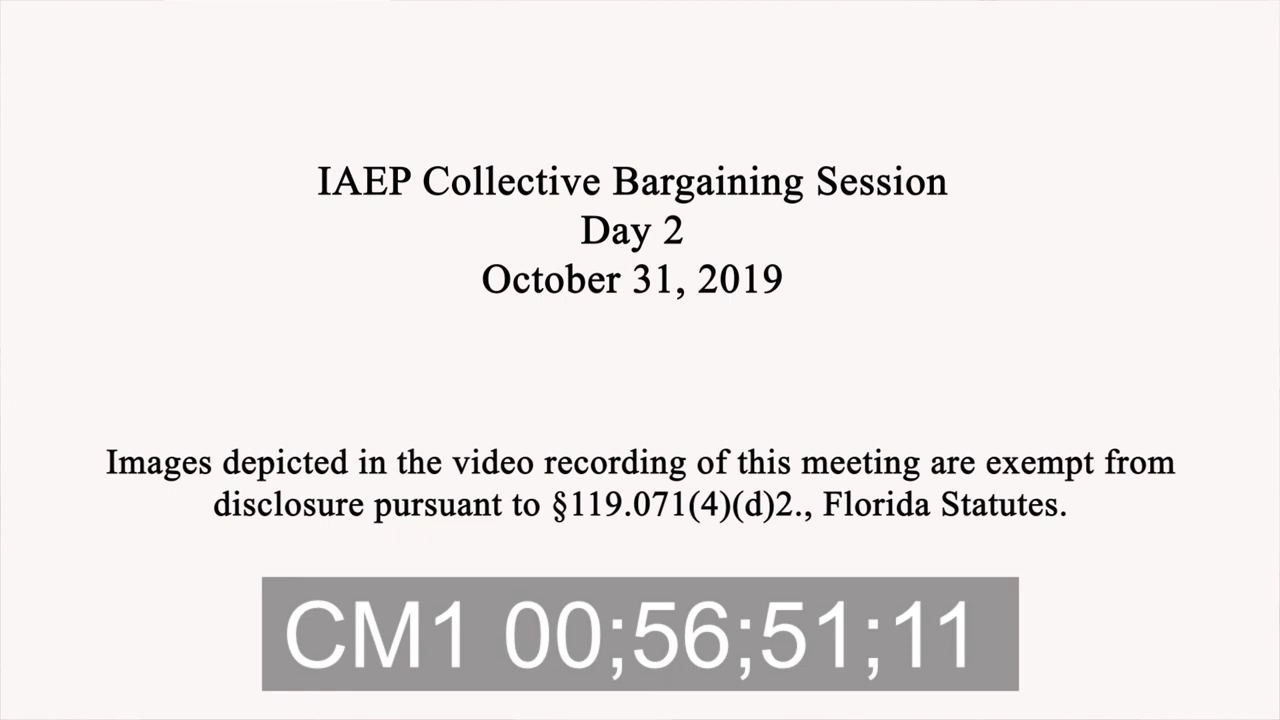 IAEP Collective Bargaining Session
Day 2
October 31, 2019
Images depicted in the video recording of this meeting are exempt from
disclosure pursuant to §119.071(4)(d)2., Florida Statutes.
CM1 00;56;51;11